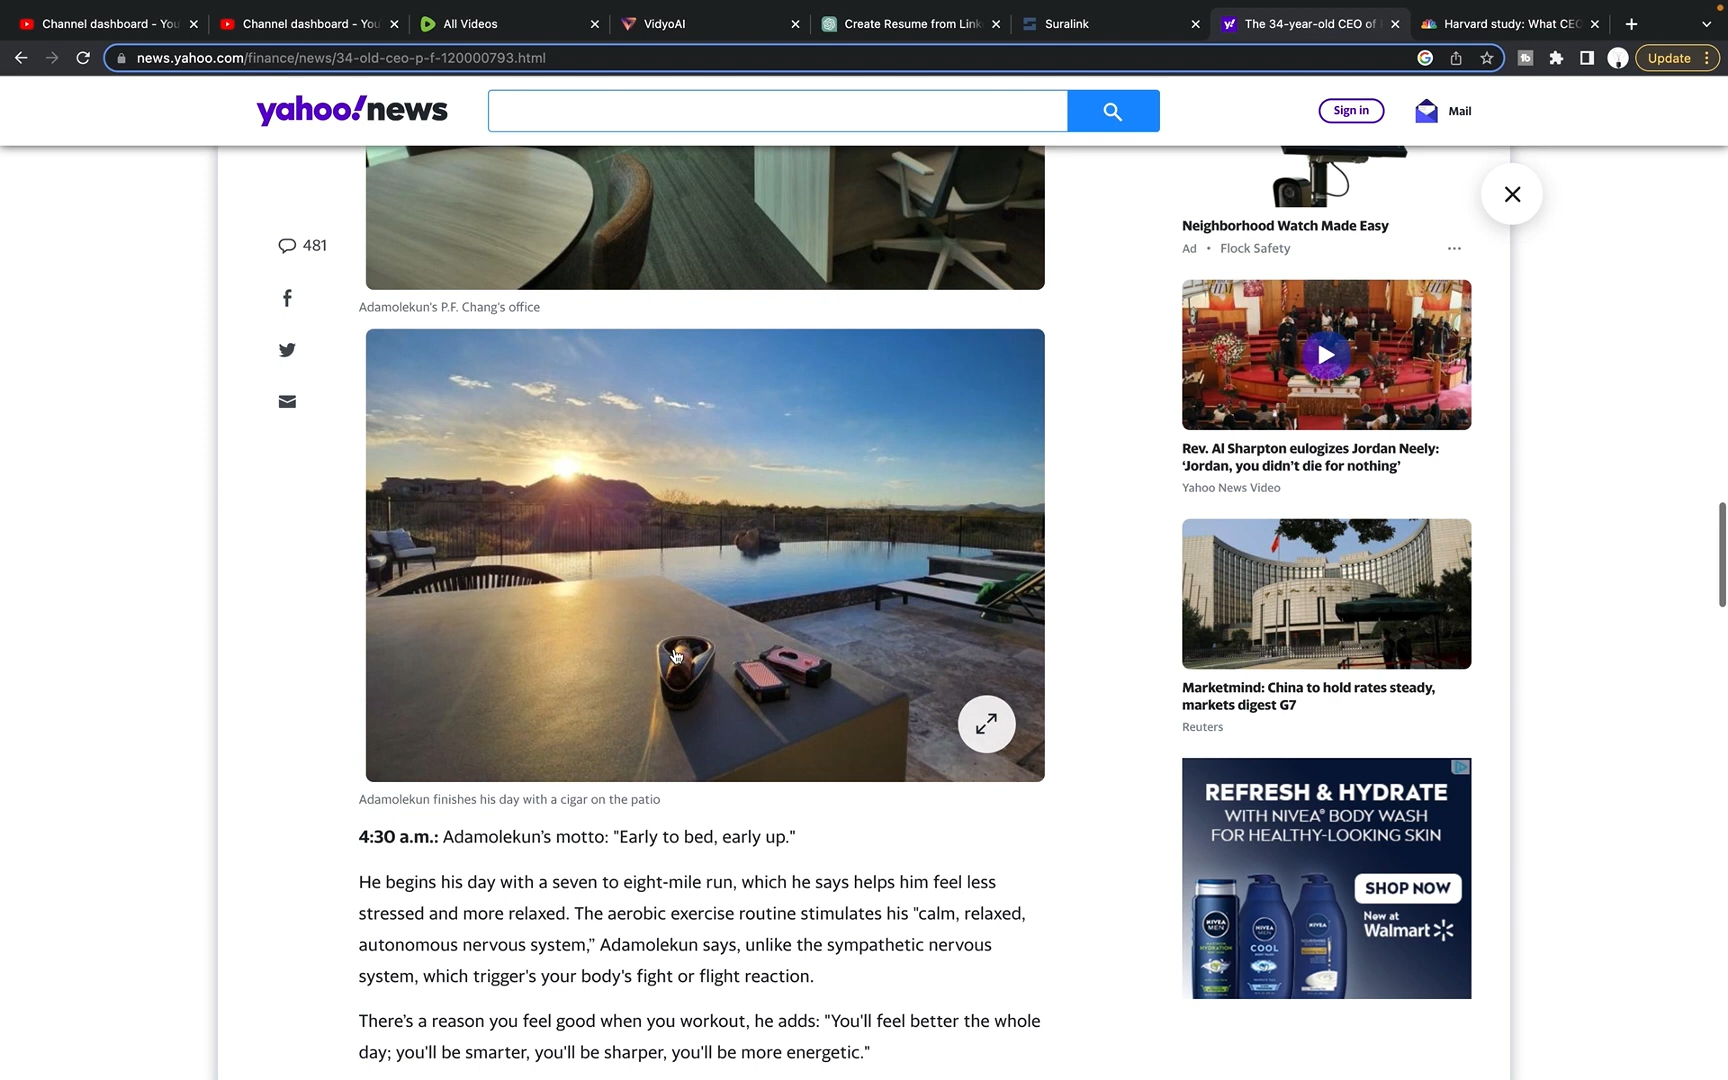 Channel dashboard - You
Channel dashboard - You
All Videos
VidyoAI
Create Resume from Link
Suralink
The 34-year-old CEO of
Harvard study: What CEO
news.yahoo.com/finance/news/34-old-ceo-p-f-120000793.html
Update
yahoo!news
Sign in
Mail
481
Adamolekun's P.F. Chang's office
Adamolekun finishes his day with a cigar on the patio
4:30 a.m.: Adamolekun's motto: "Early to bed, early up."
He begins his day with a seven to eight-mile run, which he says helps him feel less
stressed and more relaxed. The aerobic exercise routine stimulates his "calm, relaxed,
autonomous nervous system,” Adamolekun says, unlike the sympathetic nervous
system, which trigger's your body's fight or flight reaction.
There's a reason you feel good when you workout, he adds: "You'll feel better the whole
day; you'll be smarter, you'll be sharper, you'll be more energetic."
Neighborhood Watch Made Easy
Ad • Flock Safety
Rev. Al Sharpton eulogizes Jordan Neely:
‘Jordan, you didn’t die for nothing’
Yahoo News Video
Marketmind: China to hold rates steady,
markets digest G7
Reuters
REFRESH & HYDRATE
WITH NIVEA® BODY WASH
FOR HEALTHY-LOOKING SKIN
SHOP NOW
Now at
Walmart
NIVEA
MEN
NIVEA
MEN
COOL
NIVEA